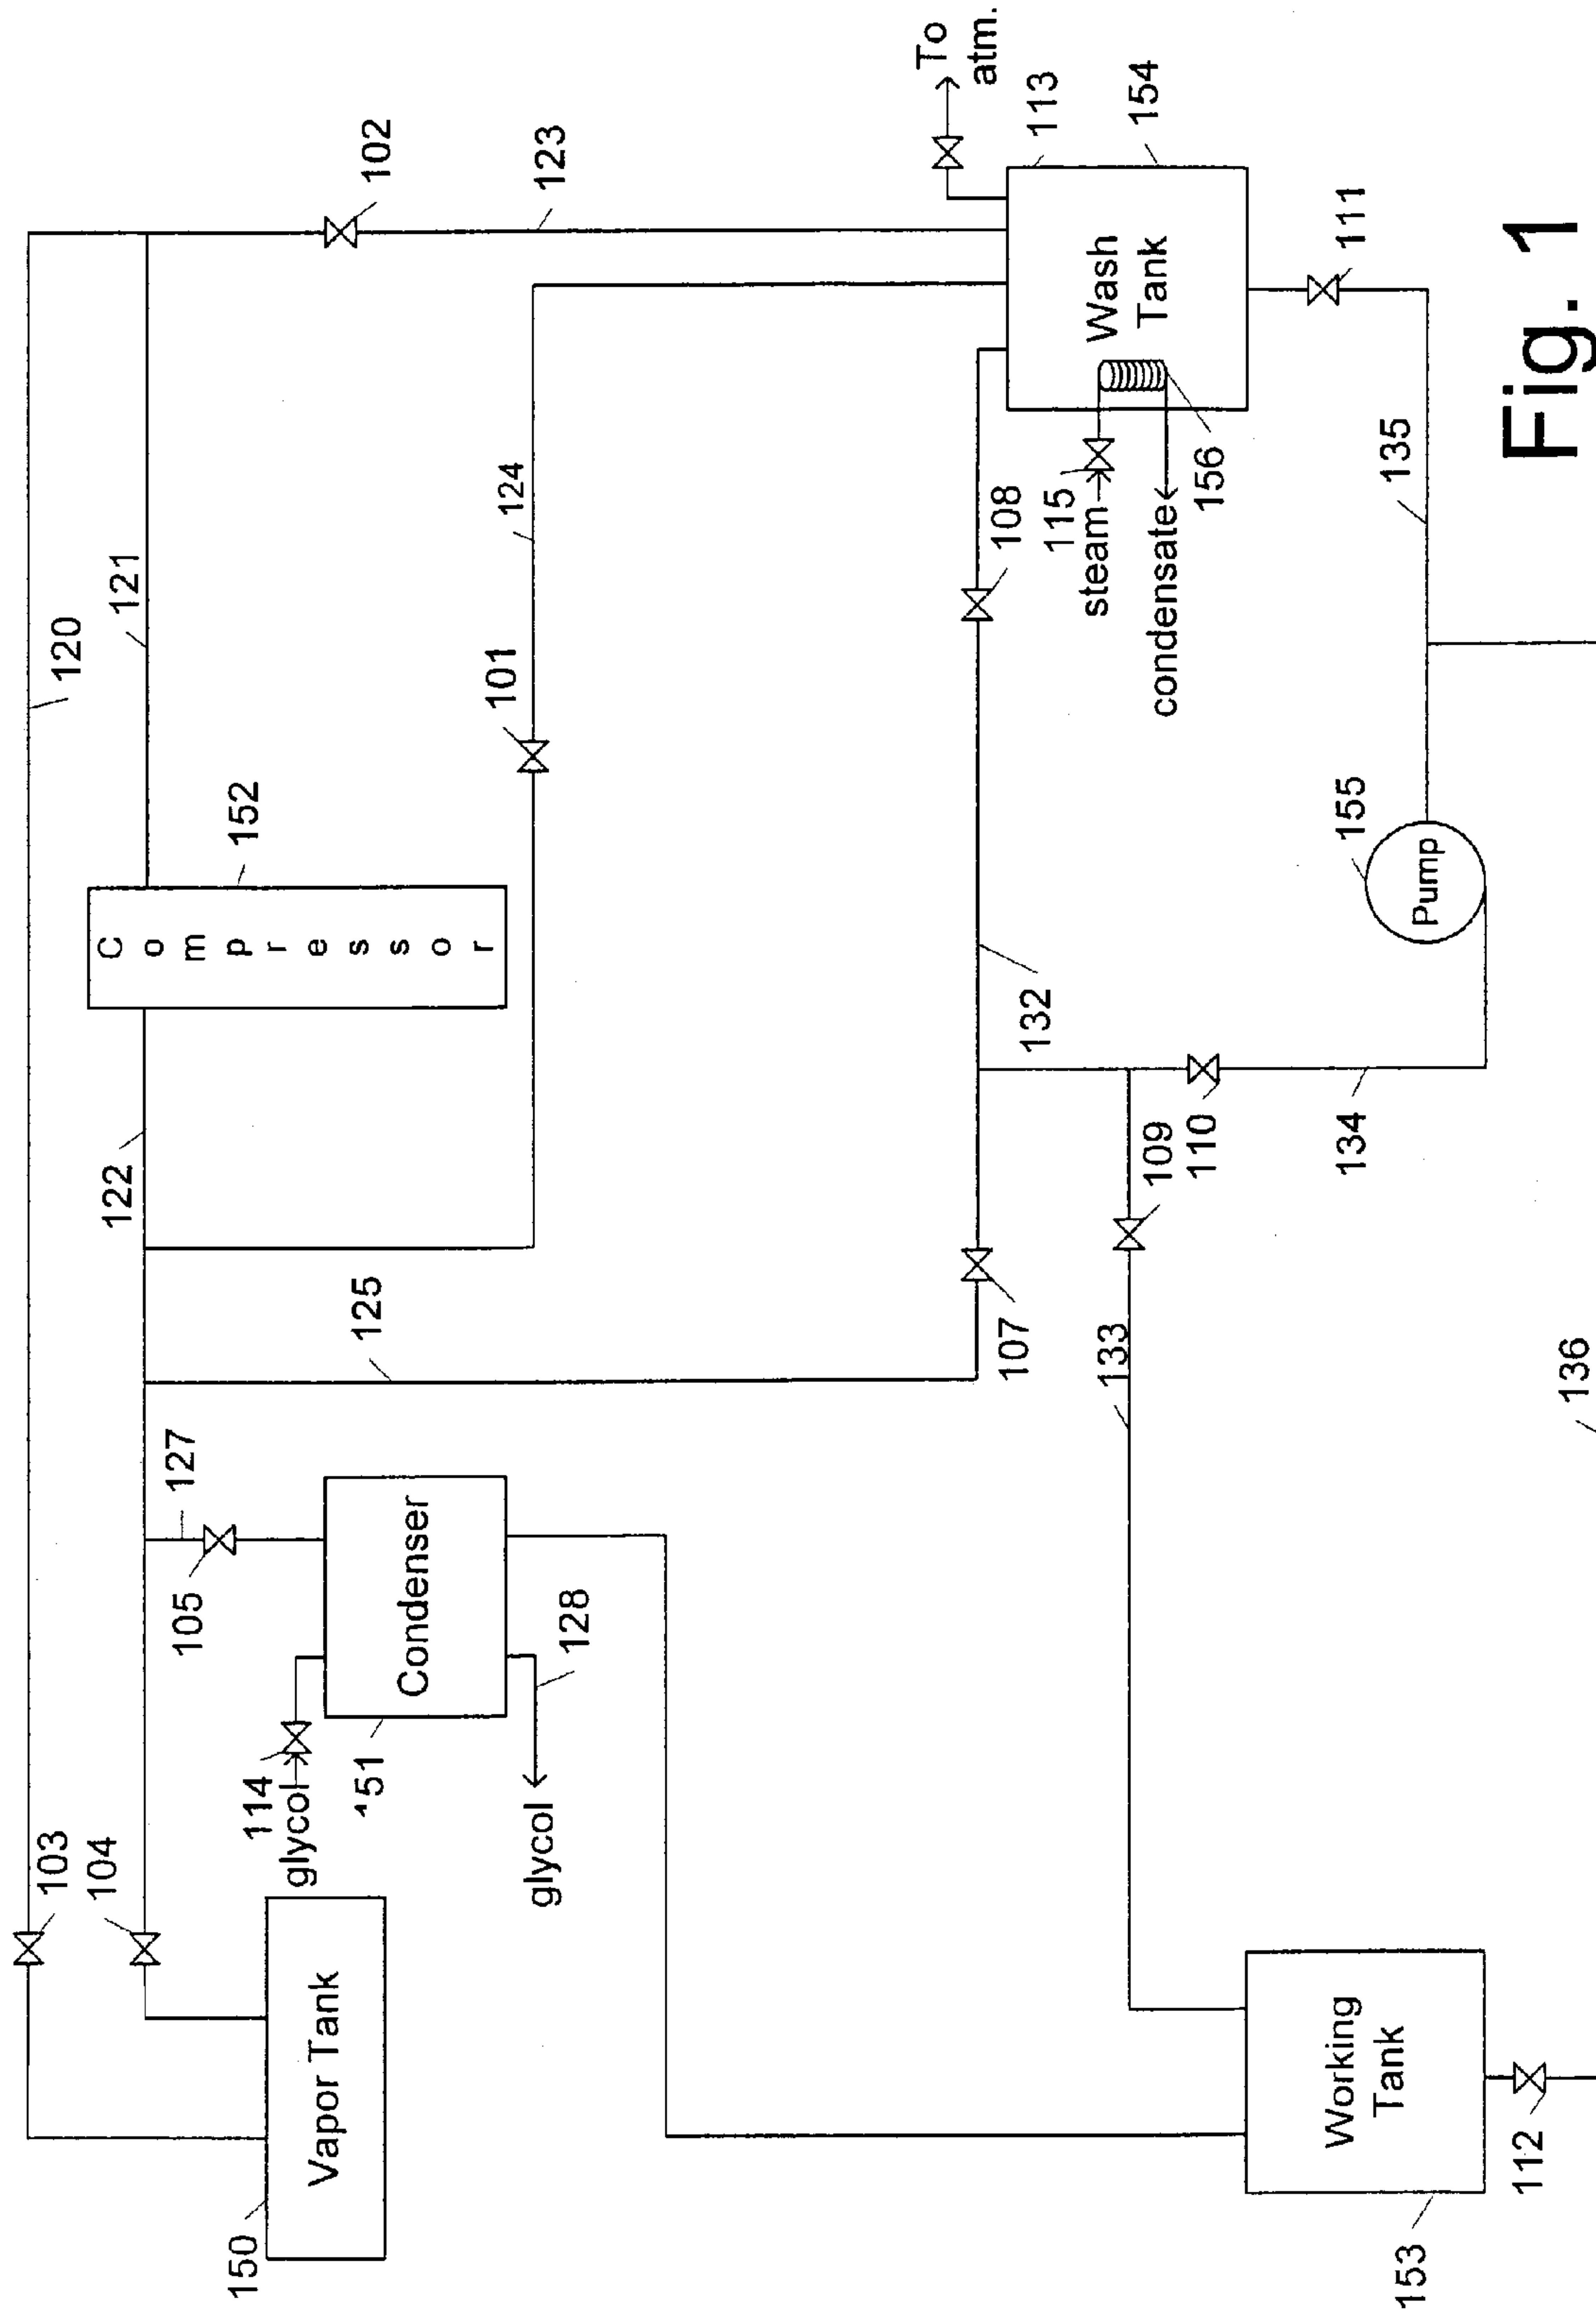 120
121
103
104
122
152
102
127
105
114
glycol
Condenser
151
128
glycol
Vapor Tank
150
Compressor
125
101
124
123
To
atm.
113
154
Wash
Tank
108
115
steam
condensate
156
132
107
109
110
133
134
155
Pump
135
111
136
Working
Tank
153
112
Fig. 1